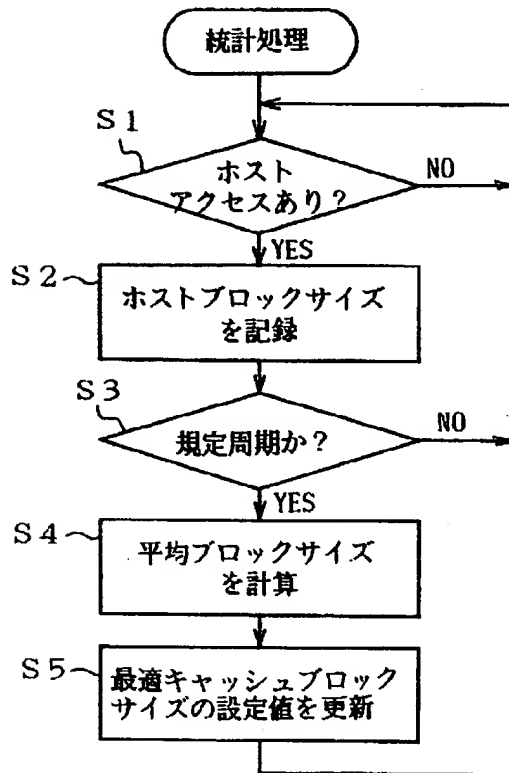 統計処理
S1
ホスト
アクセスあり?
NO
YES
S2
ホストブロックサイズ
を記録
S3
規定周期か?
NO
YES
S4
平均ブロックサイズ
を計算
S5
最適キャッシュブロック
サイズの設定値を更新